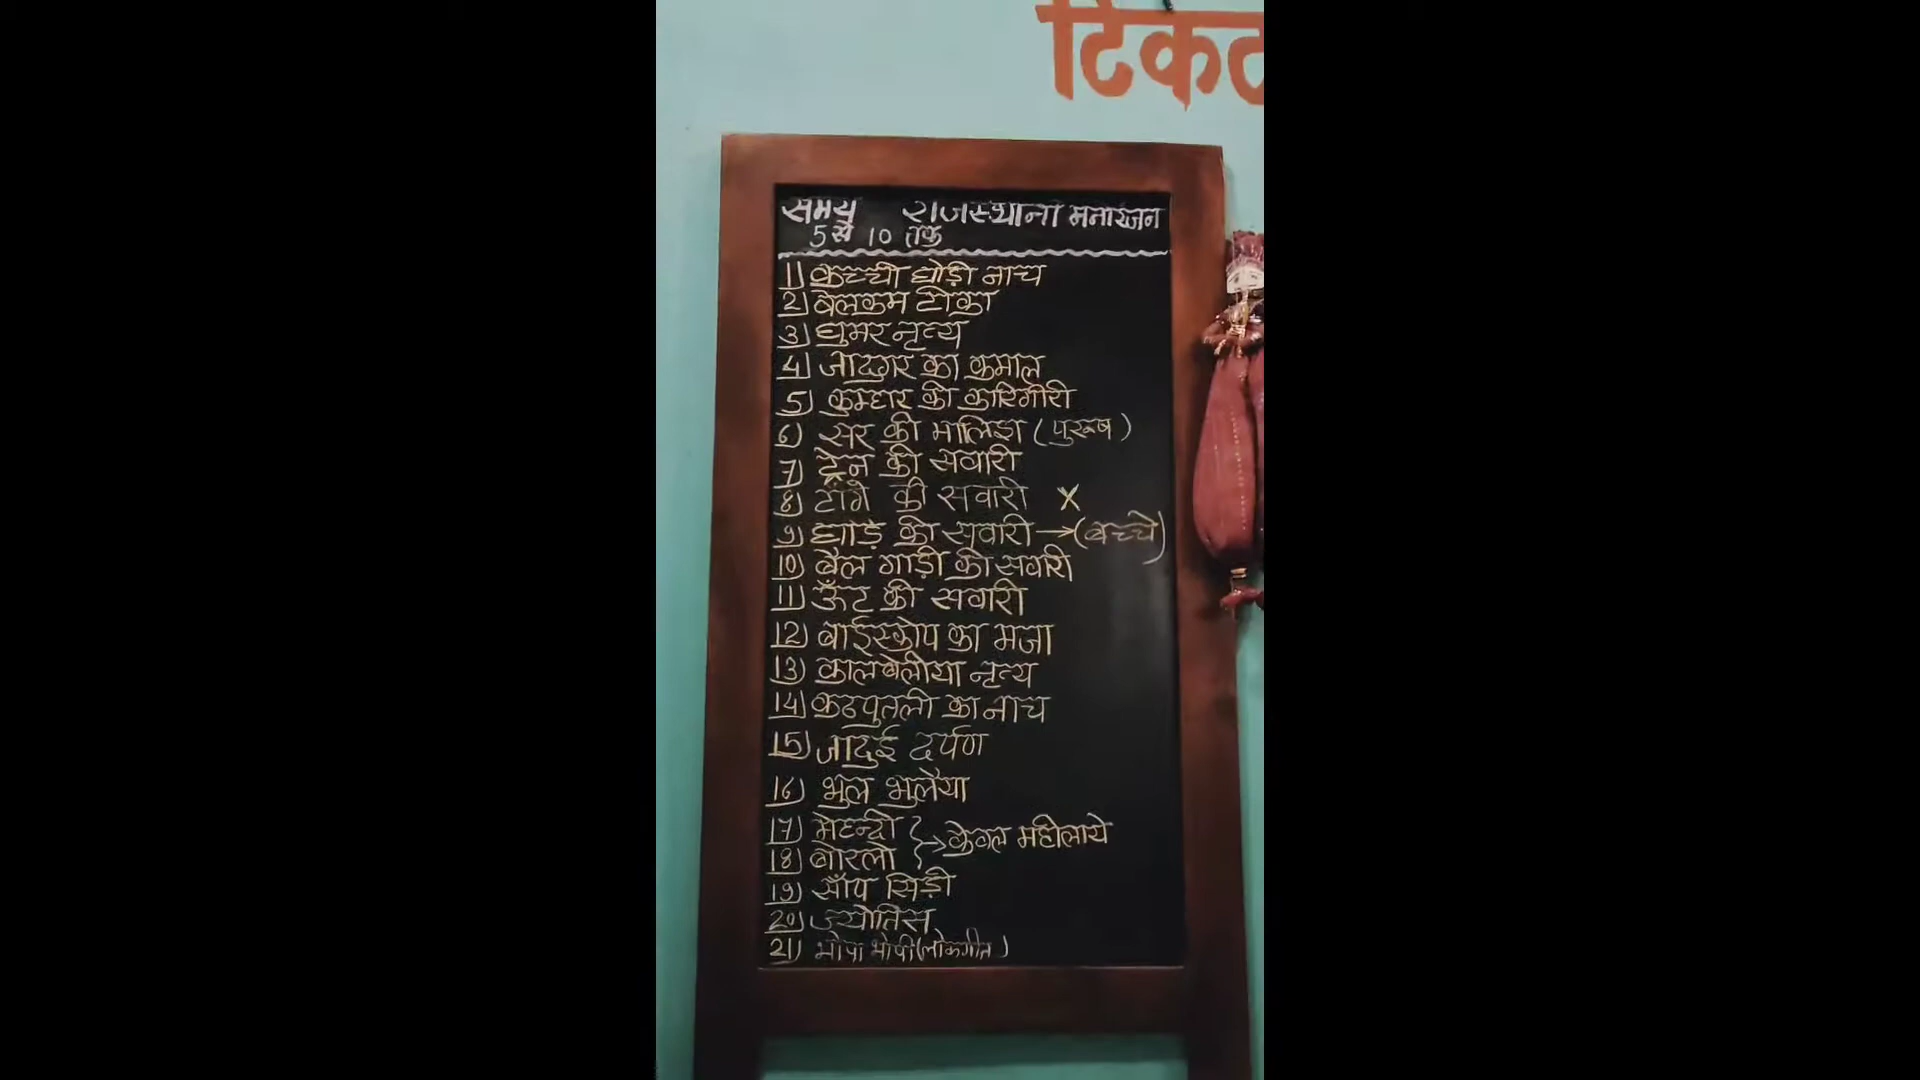 टिकट
समय राजस्थानी मनोरंजन
5 से 10 तक
1) कच्ची घोड़ी नाच
2) वेलकम टीका
3) घुमर नृत्य
4) जादुगर का कमाल
5) कुम्हार की कारिगीरी
6) सर की मालिश (पुरूष)
7) ट्रेन की सवारी
8) टांगे की सवारी X
9) घोड़े की सवारी → (बच्चे)
10) बैल गाड़ी की सवारी
11) ऊँट की सवारी
12) बाईस्कोप का मजा
13) कालबेलीया नृत्य
14) कठपुतली का नाच
15) जादुई दर्पण
16) भुल भुलैया
17) मेहन्दी } → केवल महीलाये
18) बोरलो
19) साँप सिड़ी
20) ज्योतिस
21) भोपा भोपी (लोकगीत)